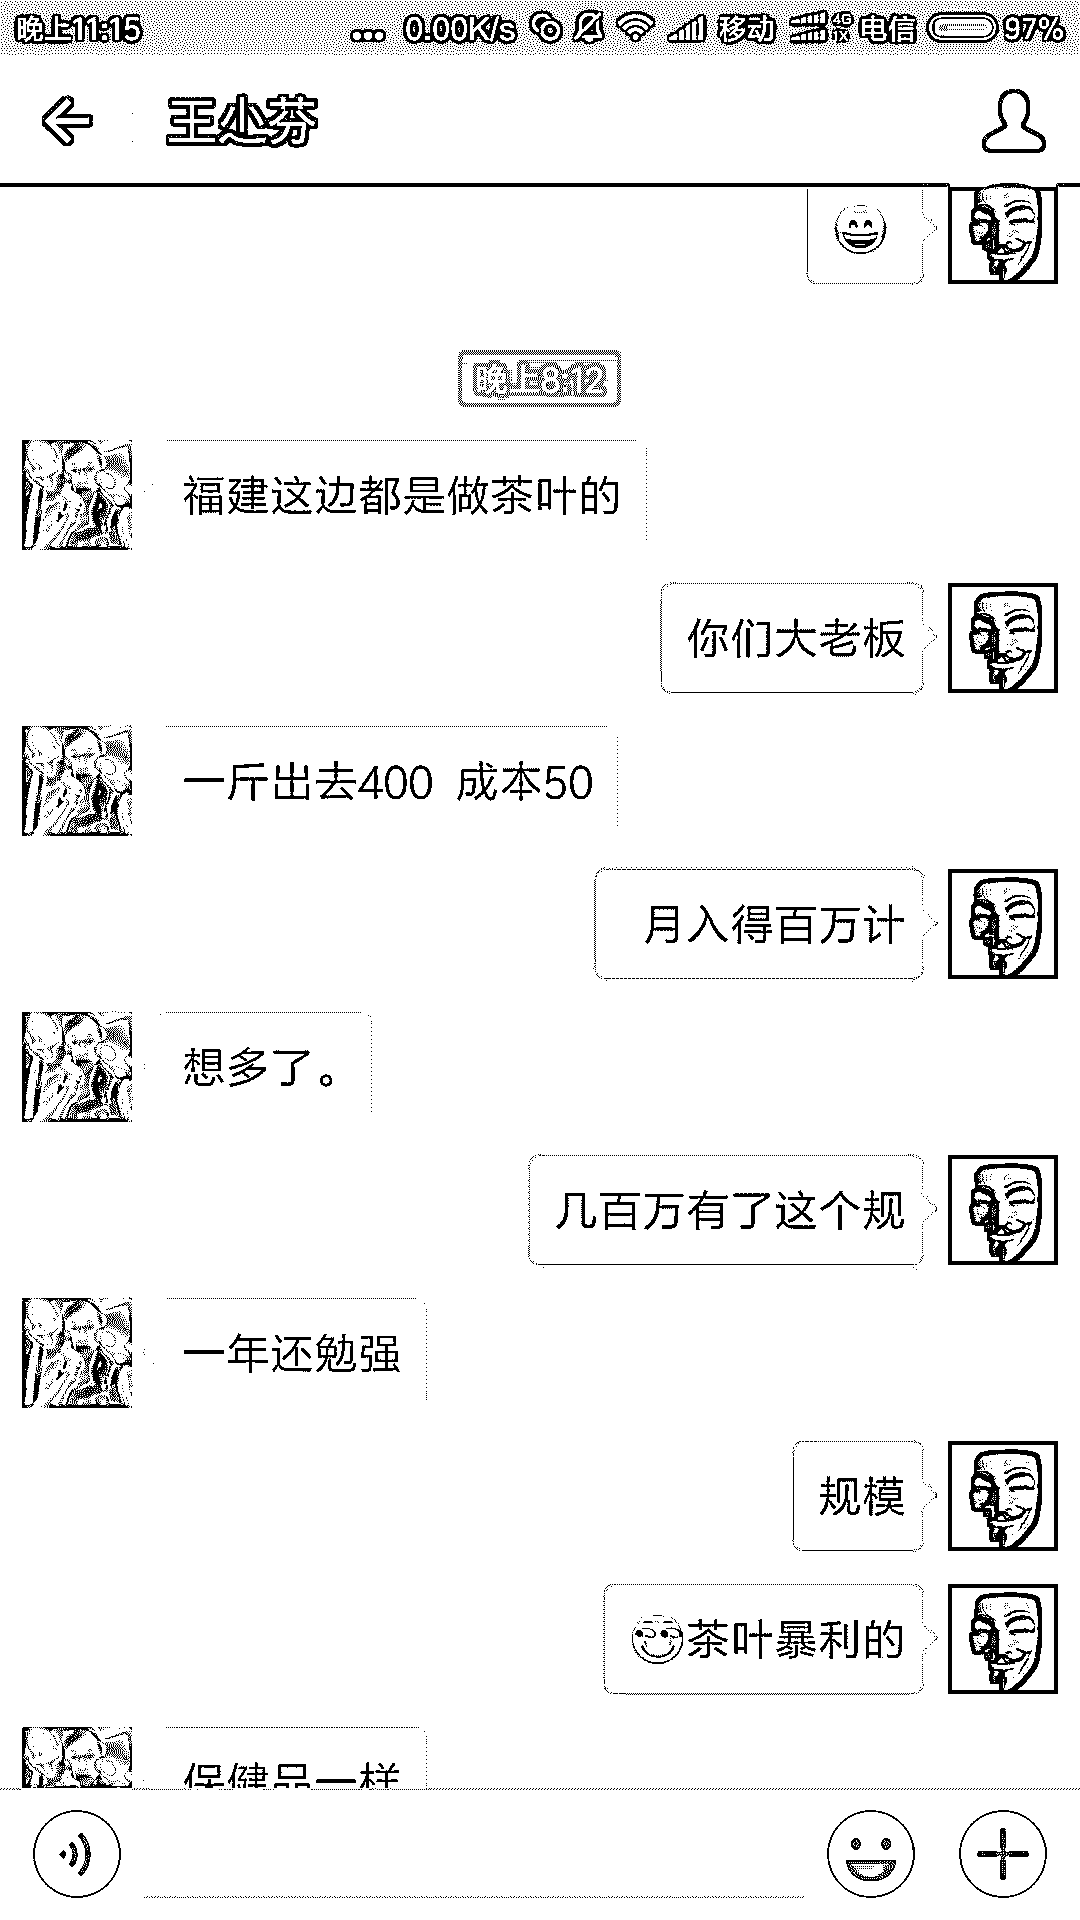 晚上11:15 ... 0.00K/s 移动 4G 电信 97%
王小芬
晚上8:12
福建这边都是做茶叶的
你们大老板
一斤出去400 成本50
月入得百万计
想多了。
几百万有了这个规
一年还勉强
规模
茶叶暴利的
保健品一样